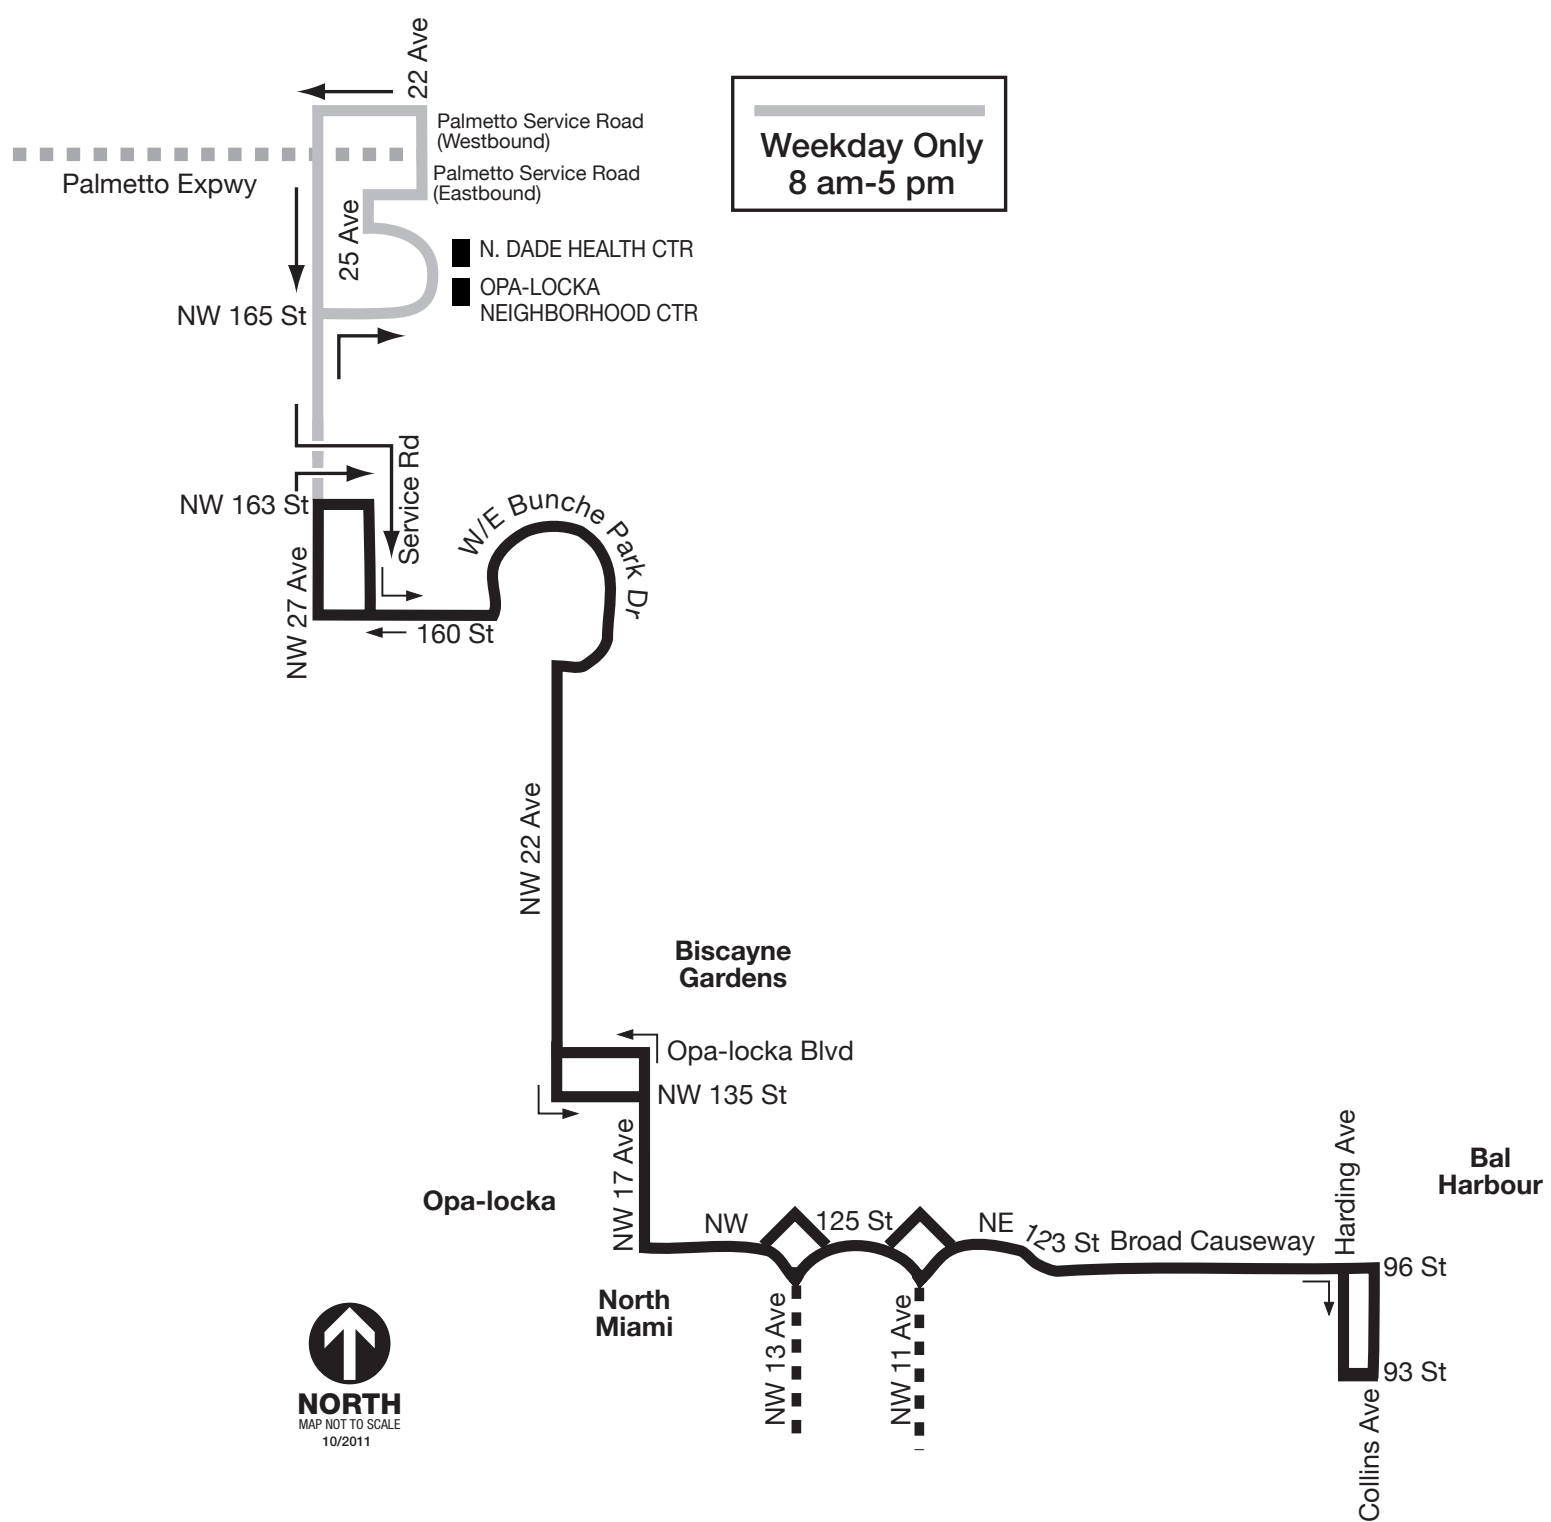 22 Ave
Palmetto Service Road
(Westbound)
Weekday Only
8 am-5 pm
Palmetto Expwy
Palmetto Service Road
(Eastbound)
25 Ave
N. DADE HEALTH CTR
OPA-LOCKA
NEIGHBORHOOD CTR
NW 165 St
Service Rd
NW 163 St
W/E Bunche Park Dr
NW 27 Ave
160 St
NW 22 Ave
Biscayne
Gardens
Opa-locka Blvd
NW 135 St
NW 17 Ave
Opa-locka
NW
125 St
NE
123 St Broad Causeway
Harding Ave
Bal
Harbour
96 St
93 St
Collins Ave
North
Miami
NW 13 Ave
NW 11 Ave
NORTH
MAP NOT TO SCALE
10/2011